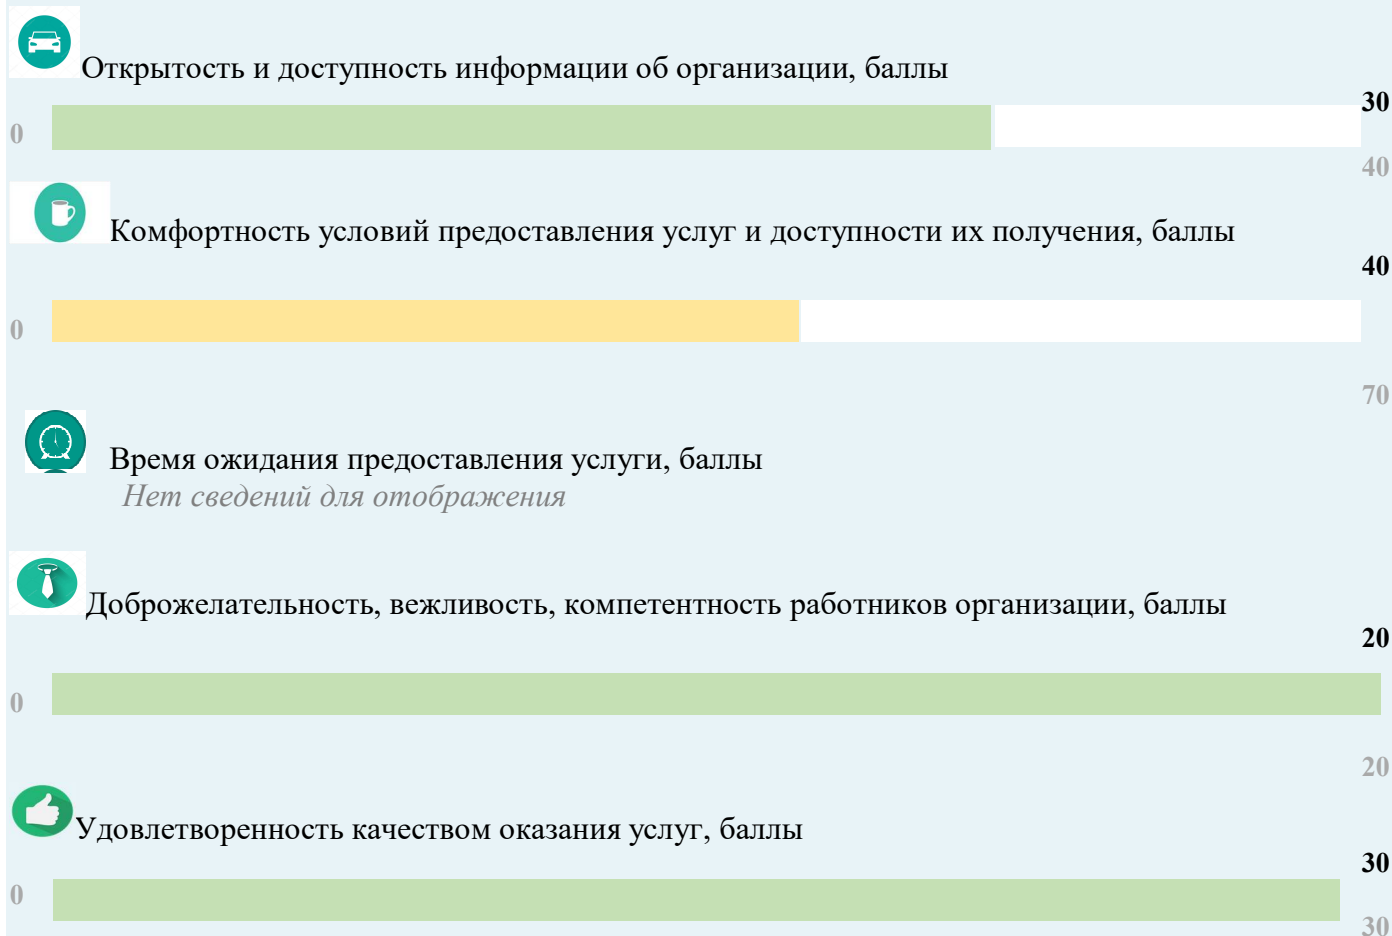 Открытость и доступность информации об организации, баллы
30
0
40
Комфортность условий предоставления услуг и доступности их получения, баллы
40
0
70
Время ожидания предоставления услуги, баллы
Нет сведений для отображения
Доброжелательность, вежливость, компетентность работников организации, баллы
20
0
20
Удовлетворенность качеством оказания услуг, баллы
30
0
30